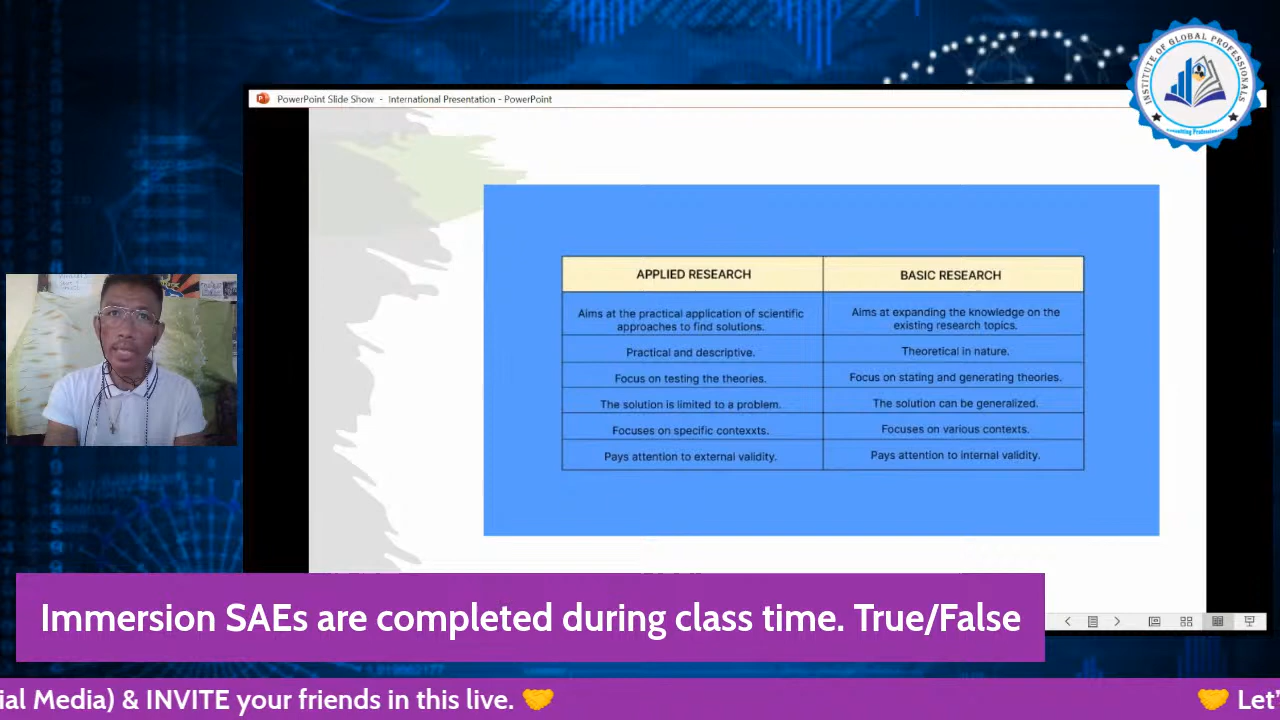 PowerPoint Slide Show - International Presentation - PowerPoint
INSTITUTE OF GLOBAL PROFESSIONALS
APPLIED RESEARCH
BASIC RESEARCH
Aims at the practical application of scientific
approaches to find solutions.
Aims at expanding the knowledge on the
existing research topics.
Practical and descriptive.
Theoretical in nature.
Focus on testing the theories.
Focus on stating and generating theories.
The solution is limited to a problem.
The solution can be generalized.
Focuses on specific contexxts.
Focuses on various contexts.
Pays attention to external validity.
Pays attention to internal validity.
Immersion SAEs are completed during class time. True/False
ial Media) & INVITE your friends in this live. 🤝
🤝 Let'